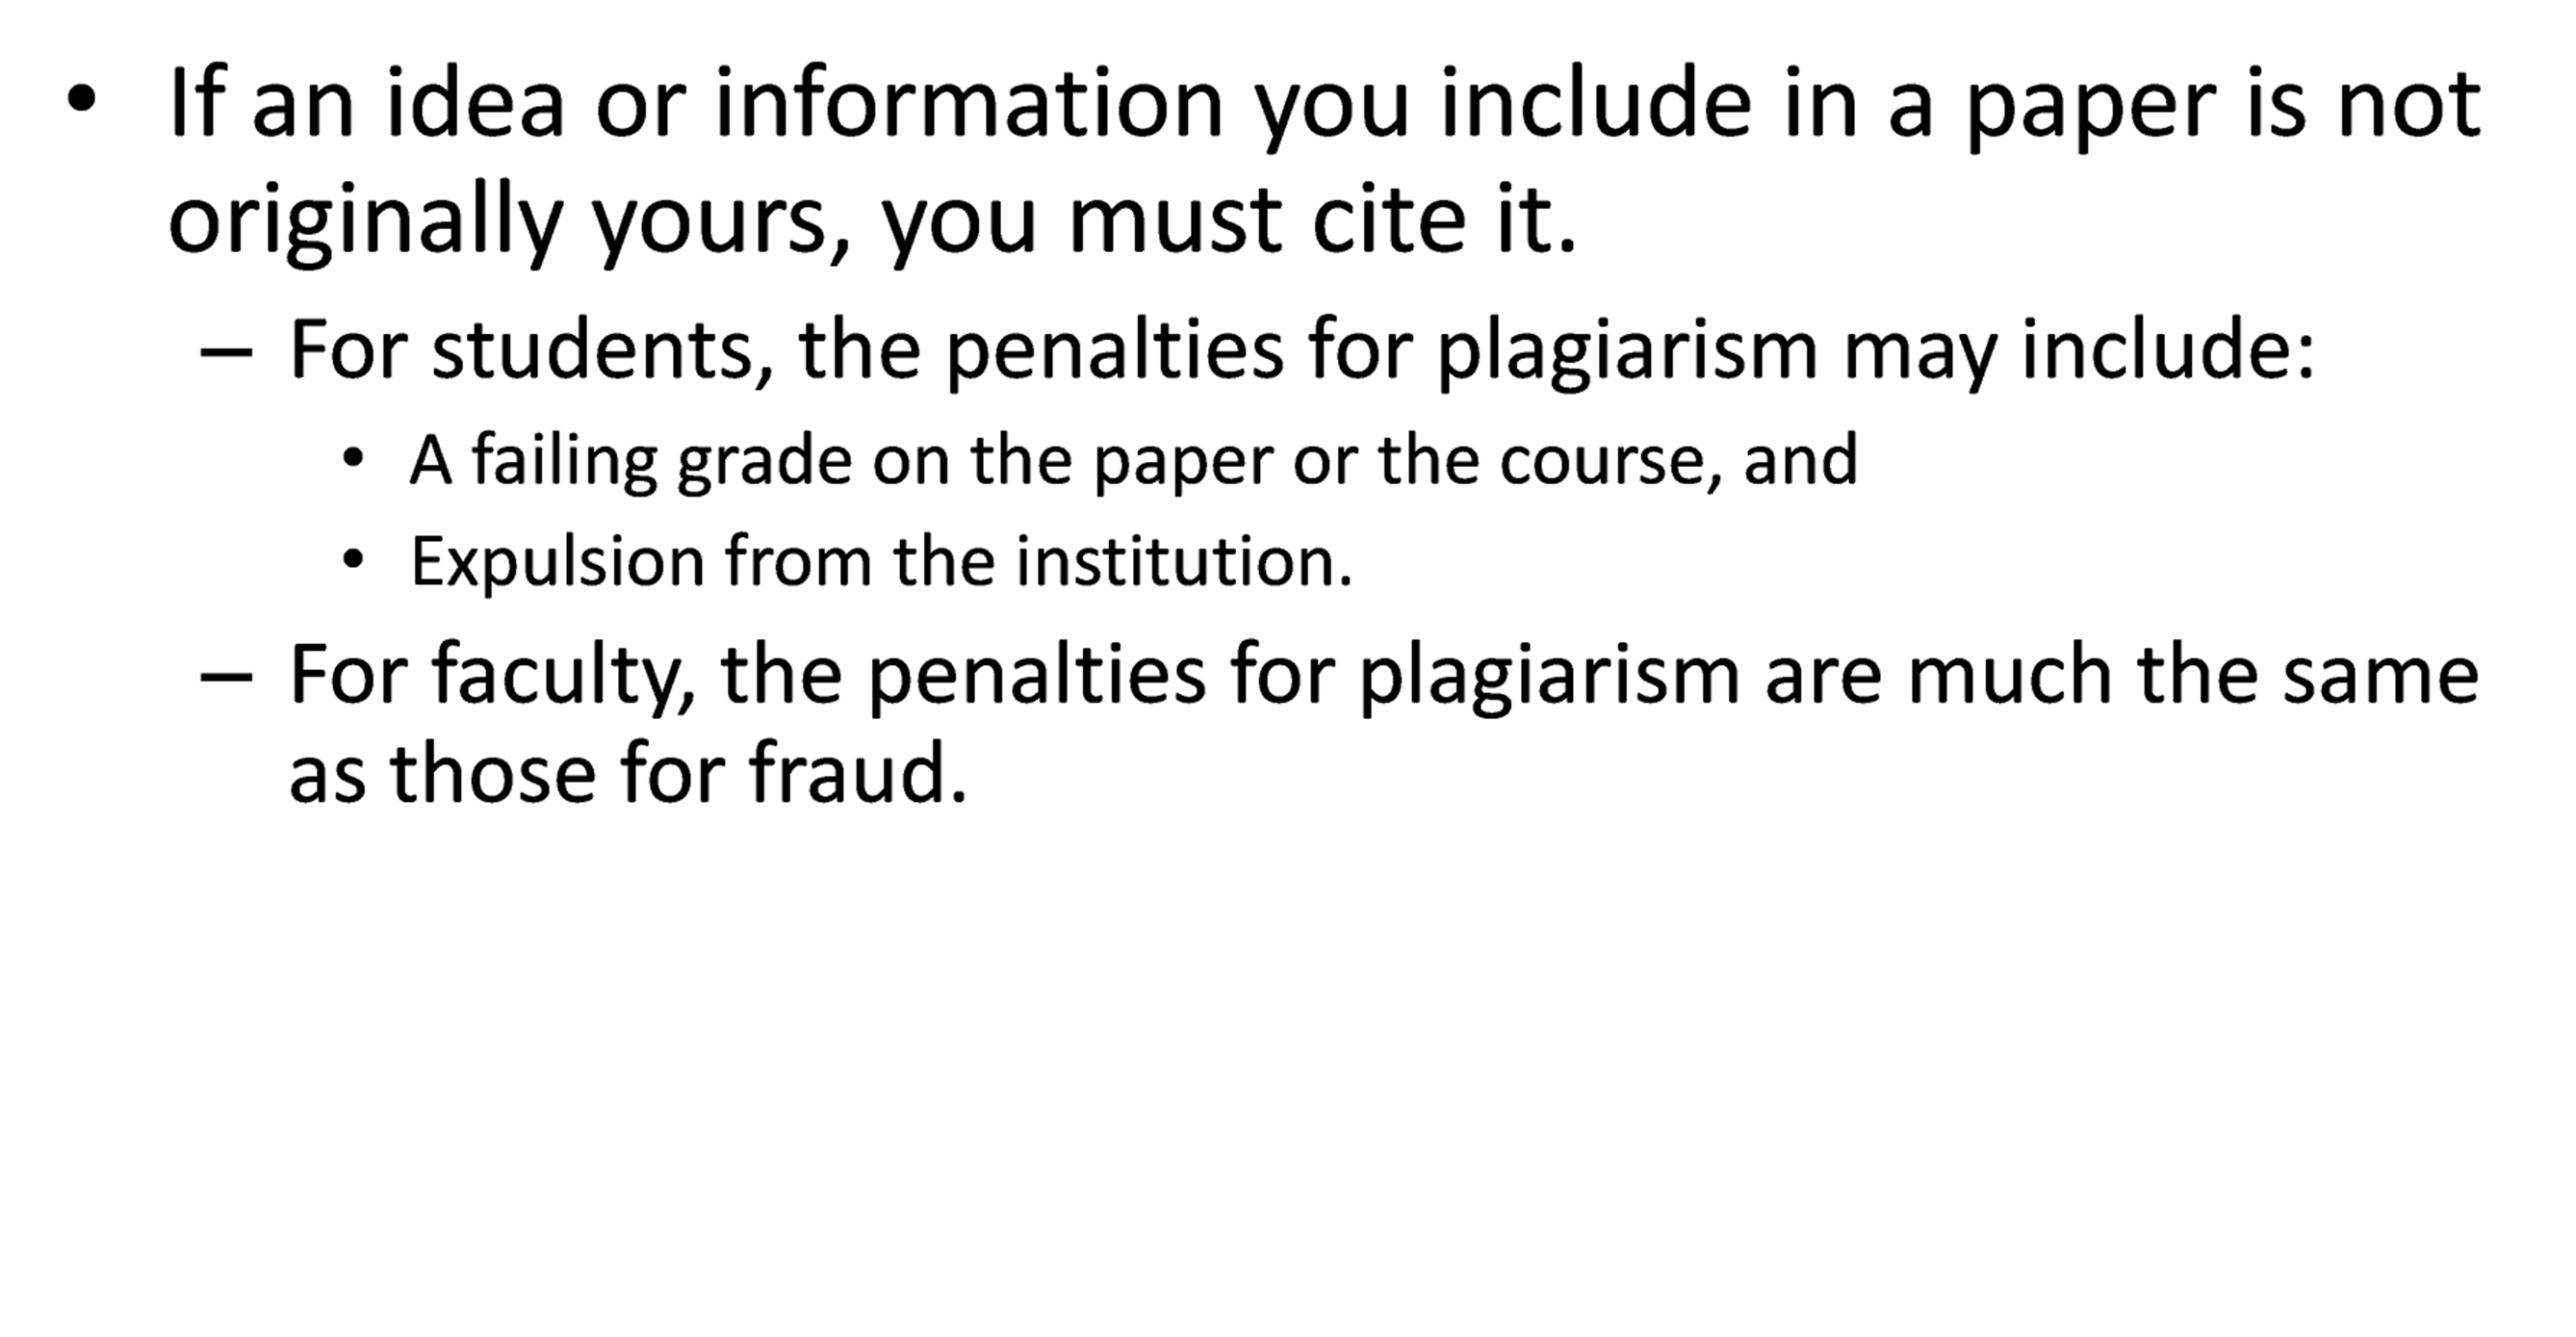 • If an idea or information you include in a paper is not
originally yours, you must cite it.
– For students, the penalties for plagiarism may include:
• A failing grade on the paper or the course, and
• Expulsion from the institution.
– For faculty, the penalties for plagiarism are much the same
as those for fraud.